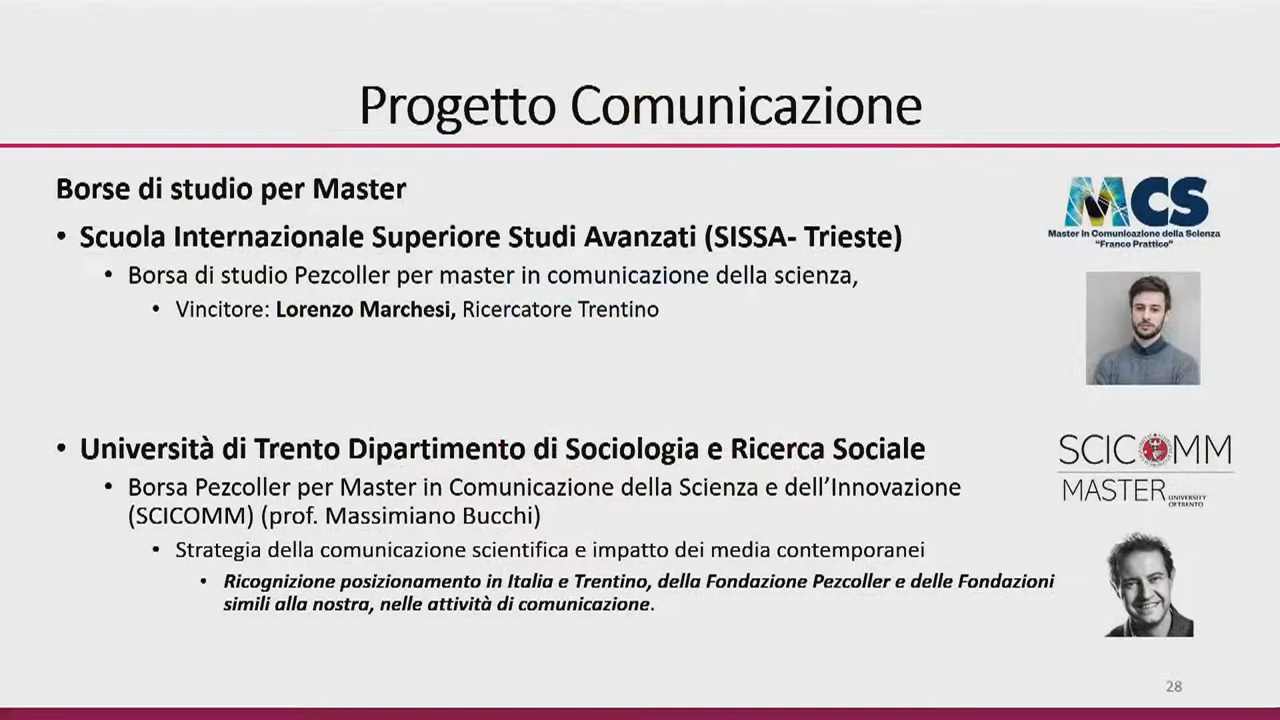 Progetto Comunicazione
Borse di studio per Master
• Scuola Internazionale Superiore Studi Avanzati (SISSA- Trieste)
• Borsa di studio Pezcoller per master in comunicazione della scienza,
• Vincitore: Lorenzo Marchesi, Ricercatore Trentino
MCS
Master in Comunicazione della Scienza
"Franco Prattico"
• Università di Trento Dipartimento di Sociologia e Ricerca Sociale
• Borsa Pezcoller per Master in Comunicazione della Scienza e dell'Innovazione
(SCICOMM) (prof. Massimiano Bucchi)
• Strategia della comunicazione scientifica e impatto dei media contemporanei
• Ricognizione posizionamento in Italia e Trentino, della Fondazione Pezcoller e delle Fondazioni
simili alla nostra, nelle attività di comunicazione.
SCICOMM
MASTER UNIVERSITY
OF TRENTO
28